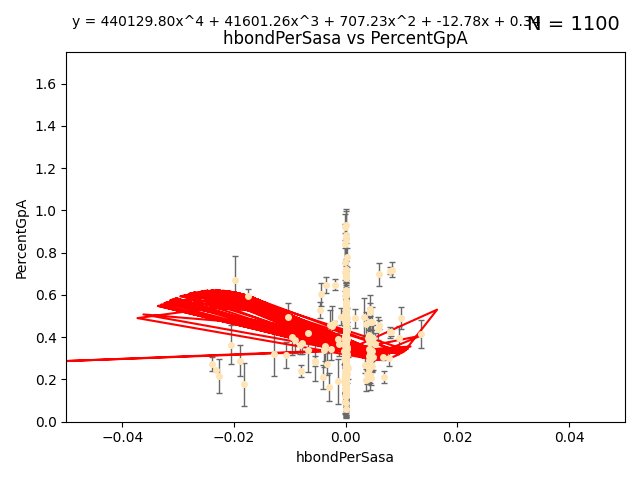 y = 440129.80x^4 + 41601.26x^3 + 707.23x^2 + -12.78x + 0.34
N = 1100
hbondPerSasa vs PercentGpA
1.6
1.4
1.2
1.0
0.8
0.6
0.4
0.2
0.0
PercentGpA
−0.04 −0.02 0.00 0.02 0.04
hbondPerSasa